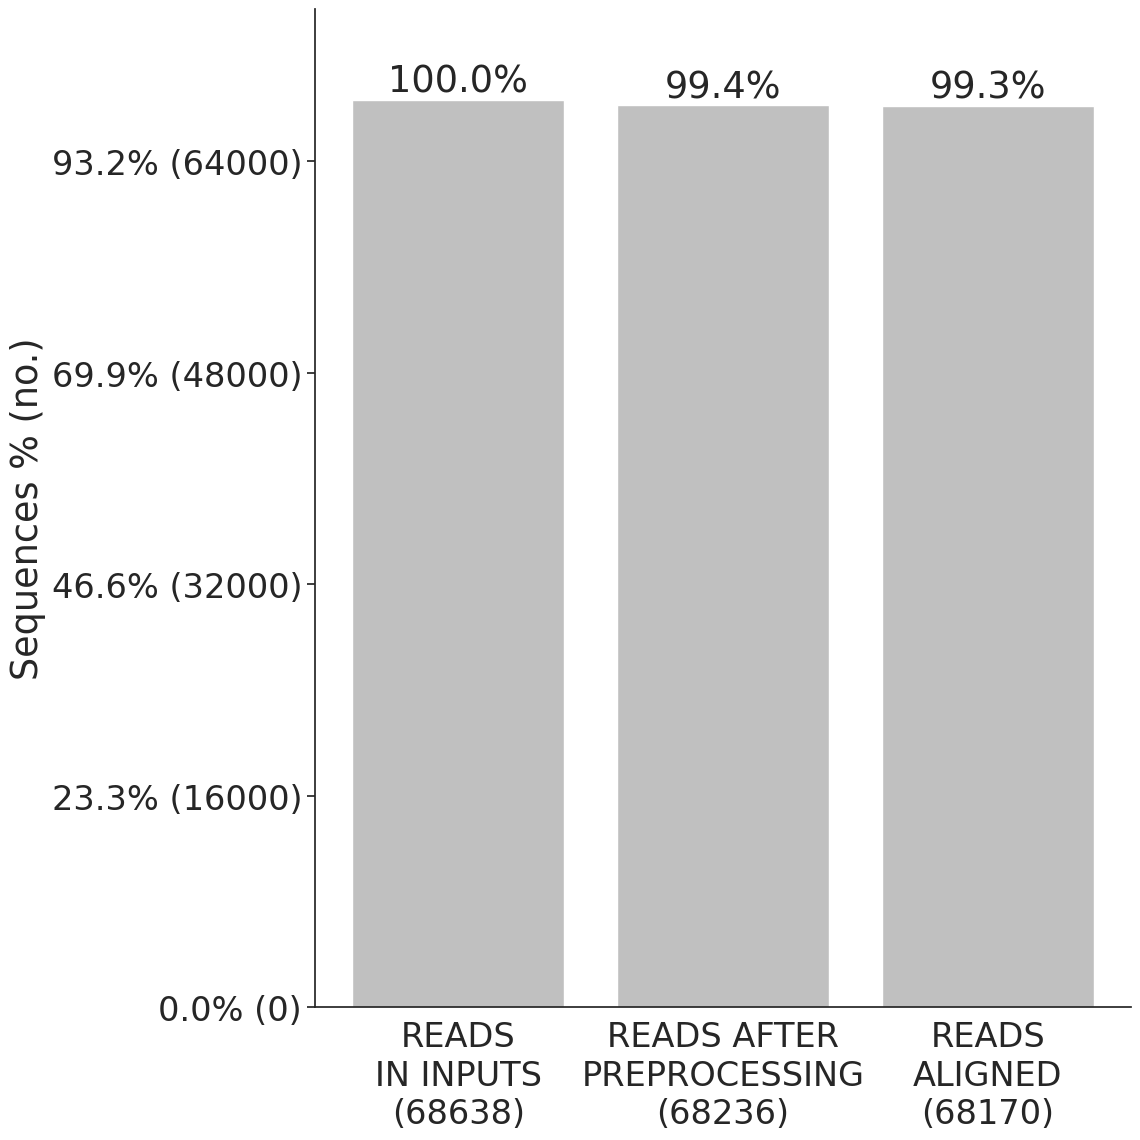 100.0%
99.4%
99.3%
93.2% (64000)
69.9% (48000)
46.6% (32000)
23.3% (16000)
0.0% (0)
Sequences % (no.)
READS
IN INPUTS
(68638)
READS AFTER
PREPROCESSING
(68236)
READS
ALIGNED
(68170)